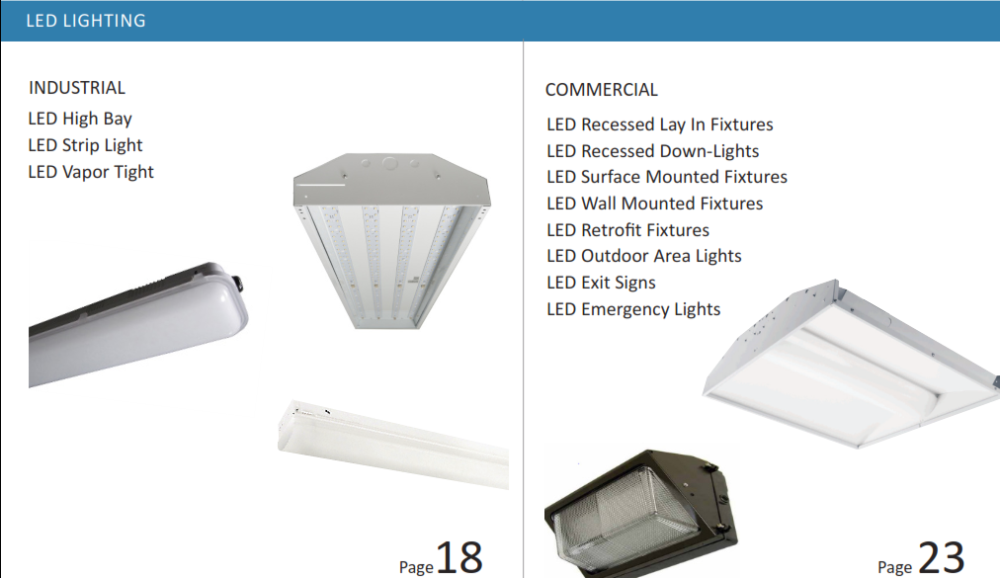 LED LIGHTING
INDUSTRIAL
LED High Bay
LED Strip Light
LED Vapor Tight
Page 18
COMMERCIAL
LED Recessed Lay In Fixtures
LED Recessed Down-Lights
LED Surface Mounted Fixtures
LED Wall Mounted Fixtures
LED Retrofit Fixtures
LED Outdoor Area Lights
LED Exit Signs
LED Emergency Lights
Page 23